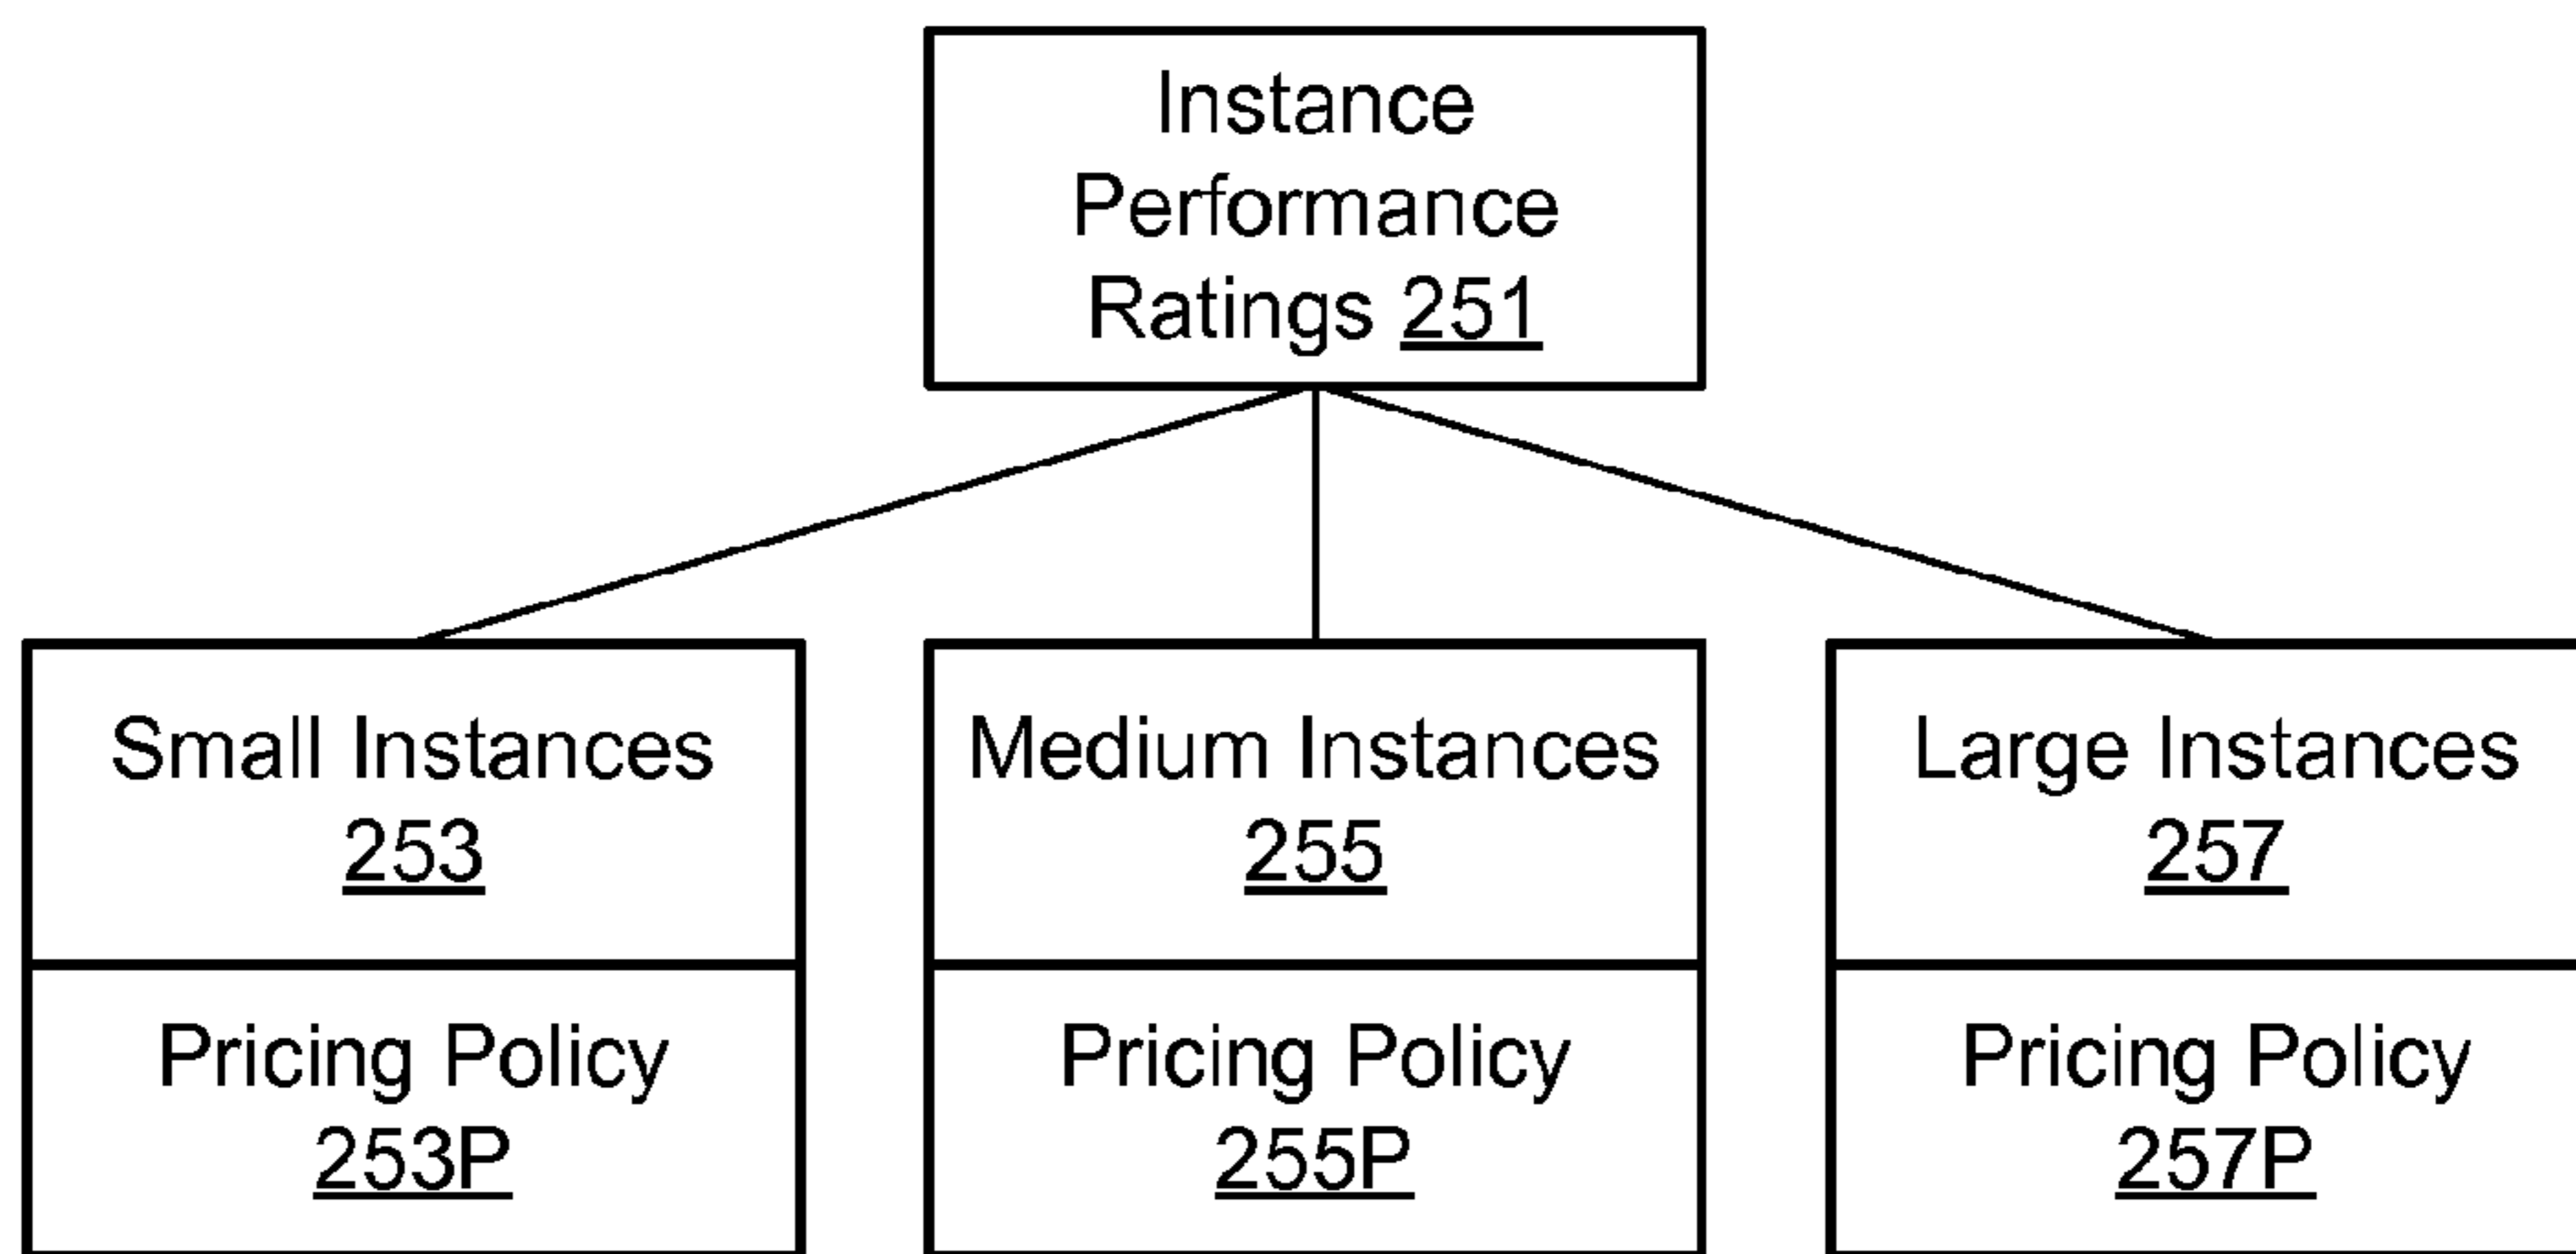 Instance
Performance
Ratings 251
Small Instances
253
Pricing Policy
253P
Medium Instances
255
Pricing Policy
255P
Large Instances
257
Pricing Policy
257P